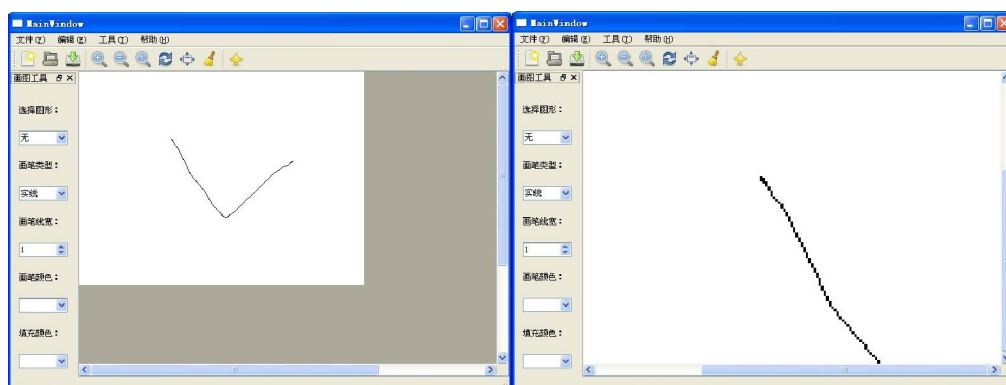 MainWindow
文件(F) 编辑(E) 工具(T) 帮助(H)
画图工具
选择图形：
无
画笔类型：
实线
画笔线宽：
1
画笔颜色：
填充颜色：
MainWindow
文件(F) 编辑(E) 工具(T) 帮助(H)
画图工具
选择图形：
无
画笔类型：
实线
画笔线宽：
1
画笔颜色：
填充颜色：